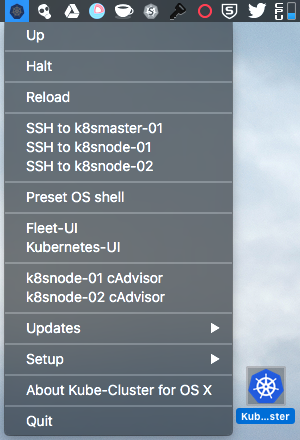 CPU
Up
Halt
Reload
SSH to k8smaster-01
SSH to k8snode-01
SSH to k8snode-02
Preset OS shell
Fleet-UI
Kubernetes-UI
k8snode-01 cAdvisor
k8snode-02 cAdvisor
Updates
Setup
About Kube-Cluster for OS X
Quit
Kub...ster